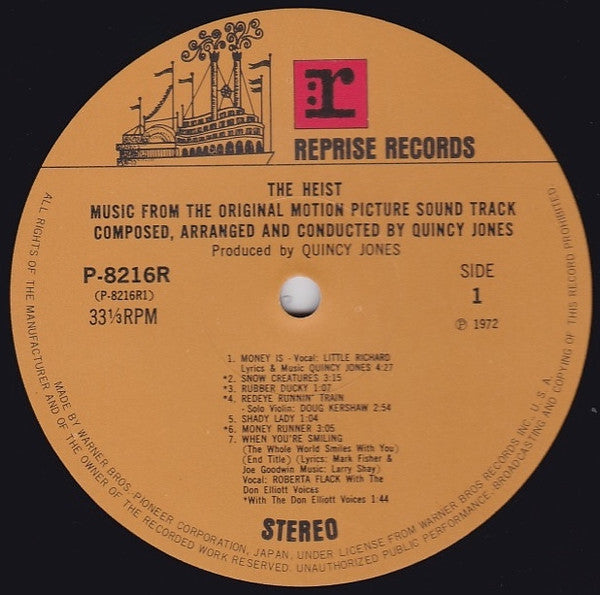 :r
REPRISE RECORDS
THE HEIST
MUSIC FROM THE ORIGINAL MOTION PICTURE SOUND TRACK
COMPOSED, ARRANGED AND CONDUCTED BY QUINCY JONES
Produced by QUINCY JONES
P-8216R
(P-8216R1)
33⅓RPM
SIDE
1
℗ 1972
1. MONEY IS - Vocal: LITTLE RICHARD
Lyrics & Music QUINCY JONES 4:27
*2. SNOW CREATURES 3:15
*3. RUBBER DUCKY 1:07
*4. REDEYE RUNNIN' TRAIN
- Solo Violin: DOUG KERSHAW 2:54
5. SHADY LADY 1:04
*6. MONEY RUNNER 3:05
7. WHEN YOU'RE SMILING
(The Whole World Smiles With You)
(End Title) (Lyrics: Mark Fisher &
Joe Goodwin Music: Larry Shay)
Vocal: ROBERTA FLACK With The
Don Elliott Voices
*With The Don Elliott Voices 1:44
STEREO
ALL RIGHTS OF THE MANUFACTURER AND OF THE OWNER OF THE RECORDED WORK RESERVED. UNAUTHORIZED PUBLIC PERFORMANCE, BROADCASTING AND COPYING OF THIS RECORD PROHIBITED
MADE BY WARNER BROS. PIONEER CORPORATION, JAPAN, UNDER LICENSE FROM WARNER BROS RECORDS INC. U. S. A.